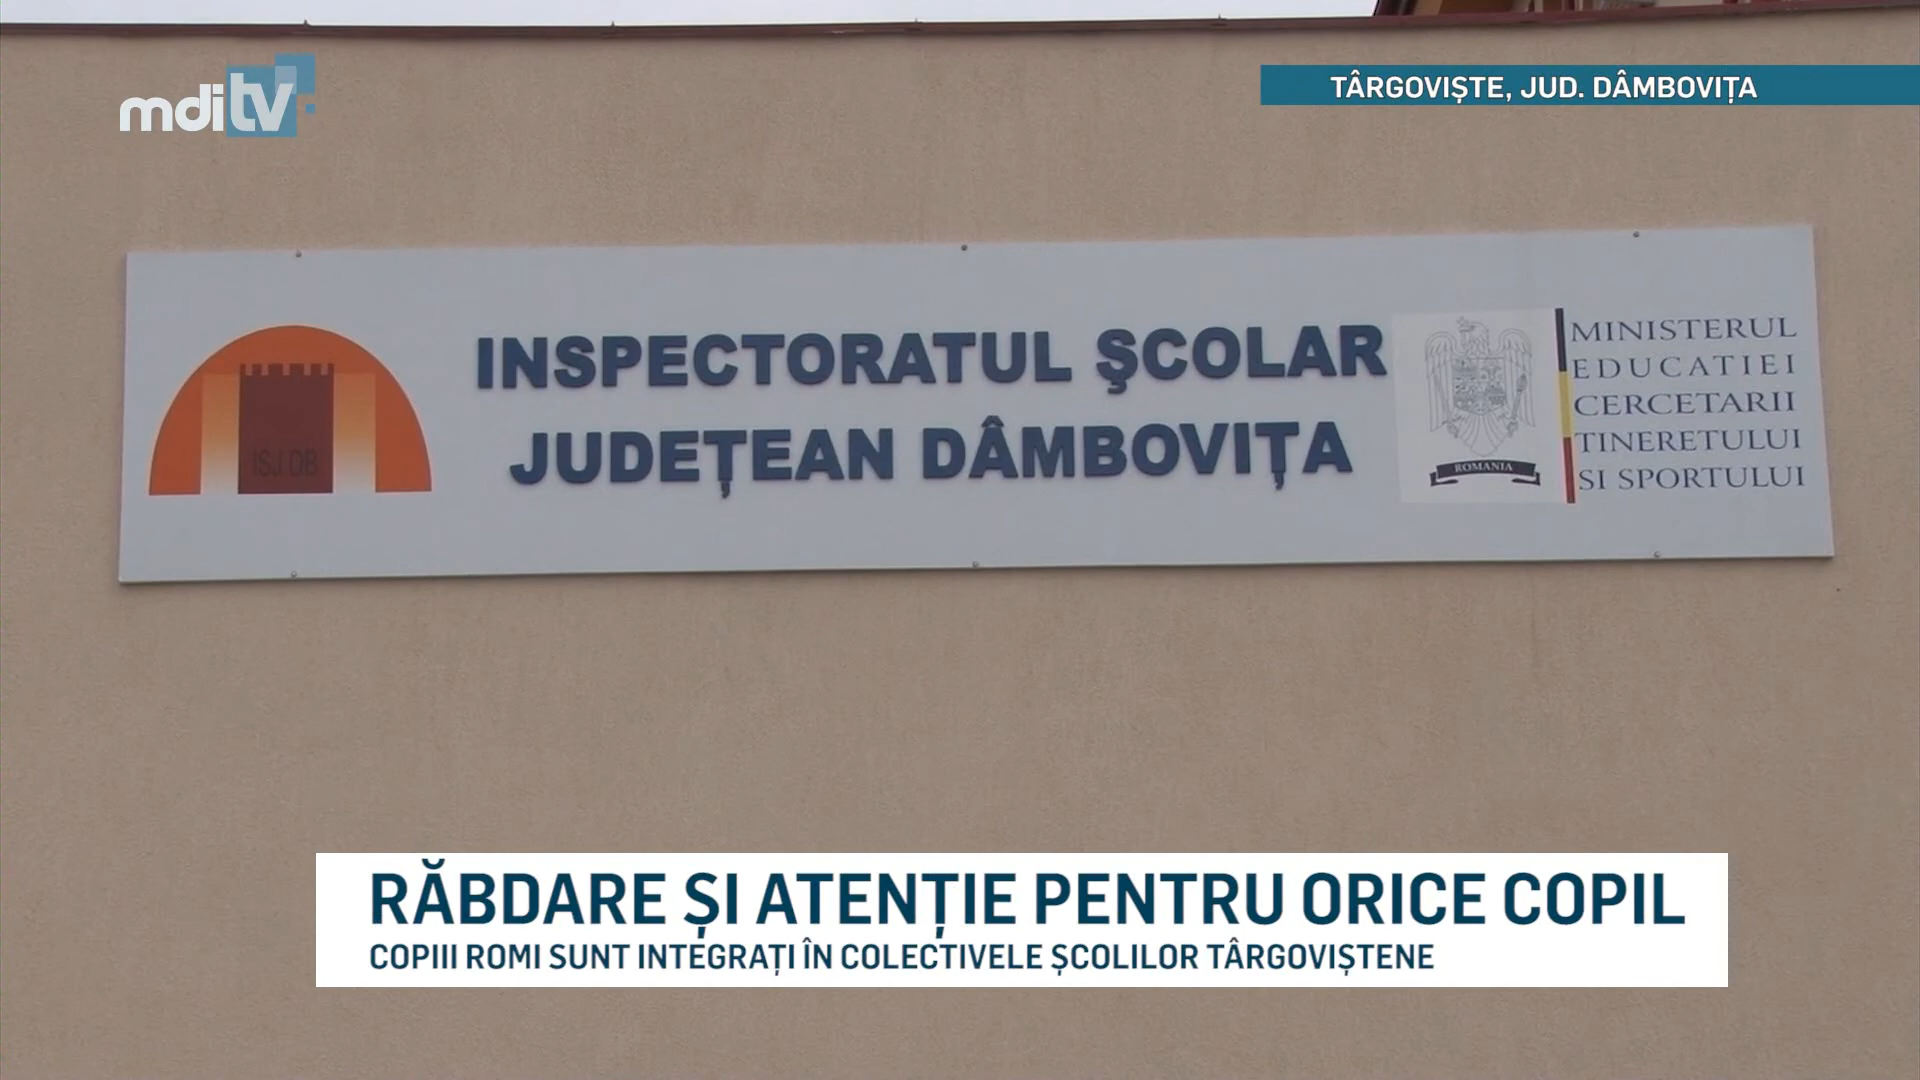 mditv
TÂRGOVIȘTE, JUD. DÂMBOVIȚA
INSPECTORATUL ŞCOLAR
JUDEȚEAN DÂMBOVIȚA
ISJ DB
ROMANIA
MINISTERUL
EDUCATIEI
CERCETARII
TINERETULUI
SI SPORTULUI
RĂBDARE ȘI ATENȚIE PENTRU ORICE COPIL
COPIII ROMI SUNT INTEGRAȚI ÎN COLECTIVELE ȘCOLILOR TÂRGOVIȘTENE